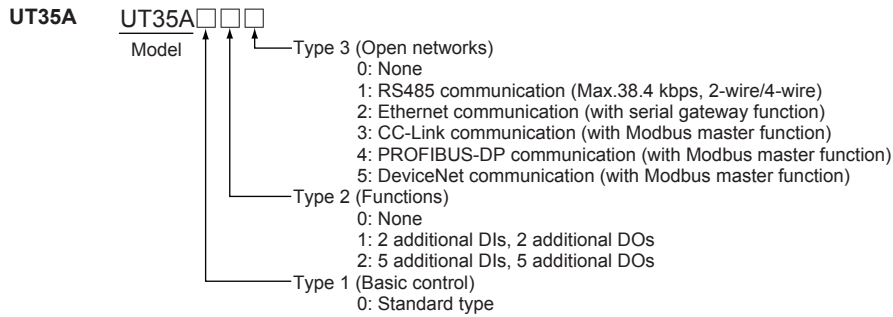 UT35A UT35A□□□
Model
Type 3 (Open networks)
0: None
1: RS485 communication (Max.38.4 kbps, 2-wire/4-wire)
2: Ethernet communication (with serial gateway function)
3: CC-Link communication (with Modbus master function)
4: PROFIBUS-DP communication (with Modbus master function)
5: DeviceNet communication (with Modbus master function)
Type 2 (Functions)
0: None
1: 2 additional DIs, 2 additional DOs
2: 5 additional DIs, 5 additional DOs
Type 1 (Basic control)
0: Standard type